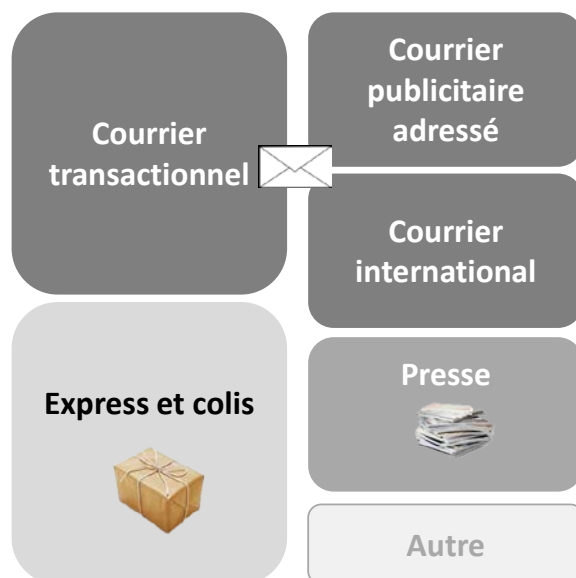 Courrier
transactionnel
Courrier
publicitaire
adressé
Courrier
international
Express et colis
Presse
Autre